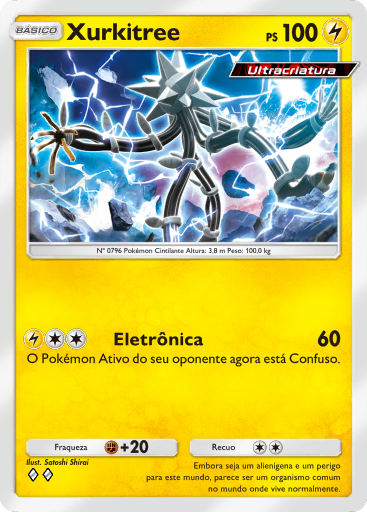 BÁSICO Xurkitree PS 100
Ultracriatura
Nº 0796 Pokémon Cintilante Altura: 3,8 m Peso: 100,0 kg
Eletrônica 60
O Pokémon Ativo do seu oponente agora está Confuso.
Fraqueza +20 Recuo
Ilust. Satoshi Shirai
Embora seja um alienígena e um perigo
para este mundo, parece ser um organismo comum
no mundo onde vive normalmente.